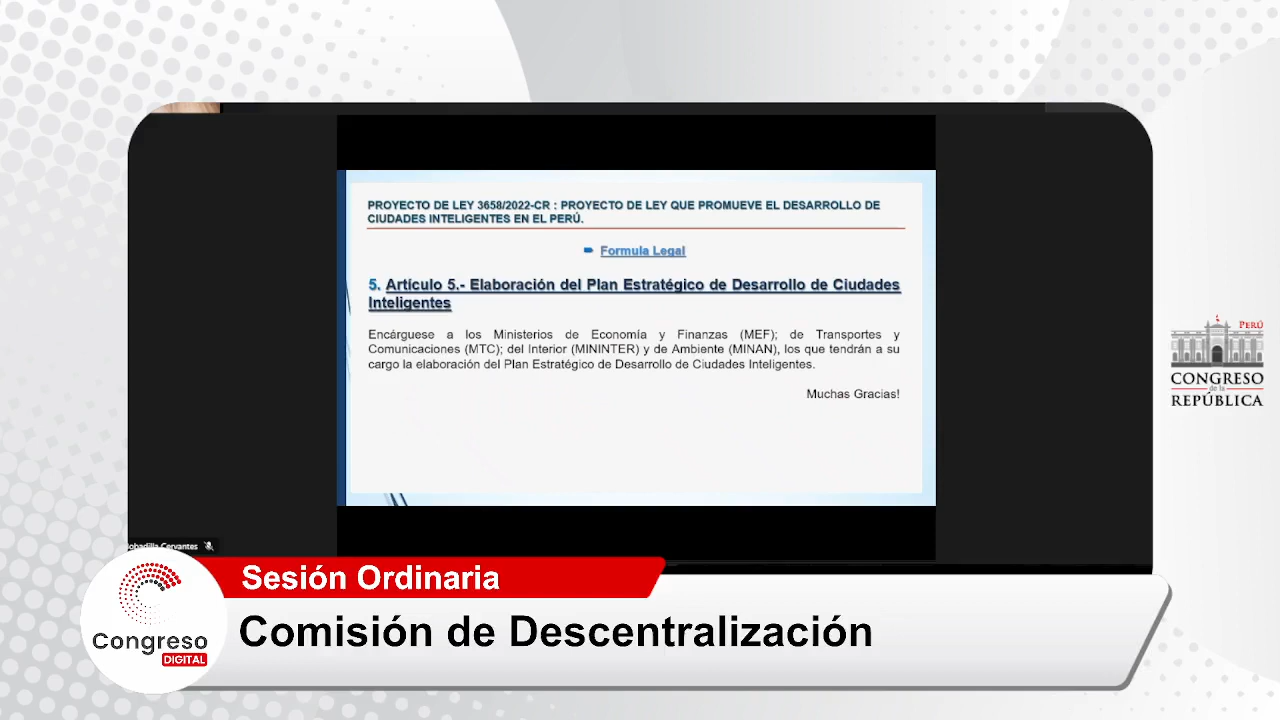 PROYECTO DE LEY 3658/2022-CR : PROYECTO DE LEY QUE PROMUEVE EL DESARROLLO DE
CIUDADES INTELIGENTES EN EL PERÚ.
Formula Legal
5. Artículo 5.- Elaboración del Plan Estratégico de Desarrollo de Ciudades
Inteligentes
Encárguese a los Ministerios de Economía y Finanzas (MEF); de Transportes y
Comunicaciones (MTC); del Interior (MININTER) y de Ambiente (MINAN), los que tendrán a su
cargo la elaboración del Plan Estratégico de Desarrollo de Ciudades Inteligentes.
Muchas Gracias!
PERÚ
CONGRESO
de la
REPÚBLICA
Cervantes
Sesión Ordinaria
Comisión de Descentralización
Congreso
DIGITAL